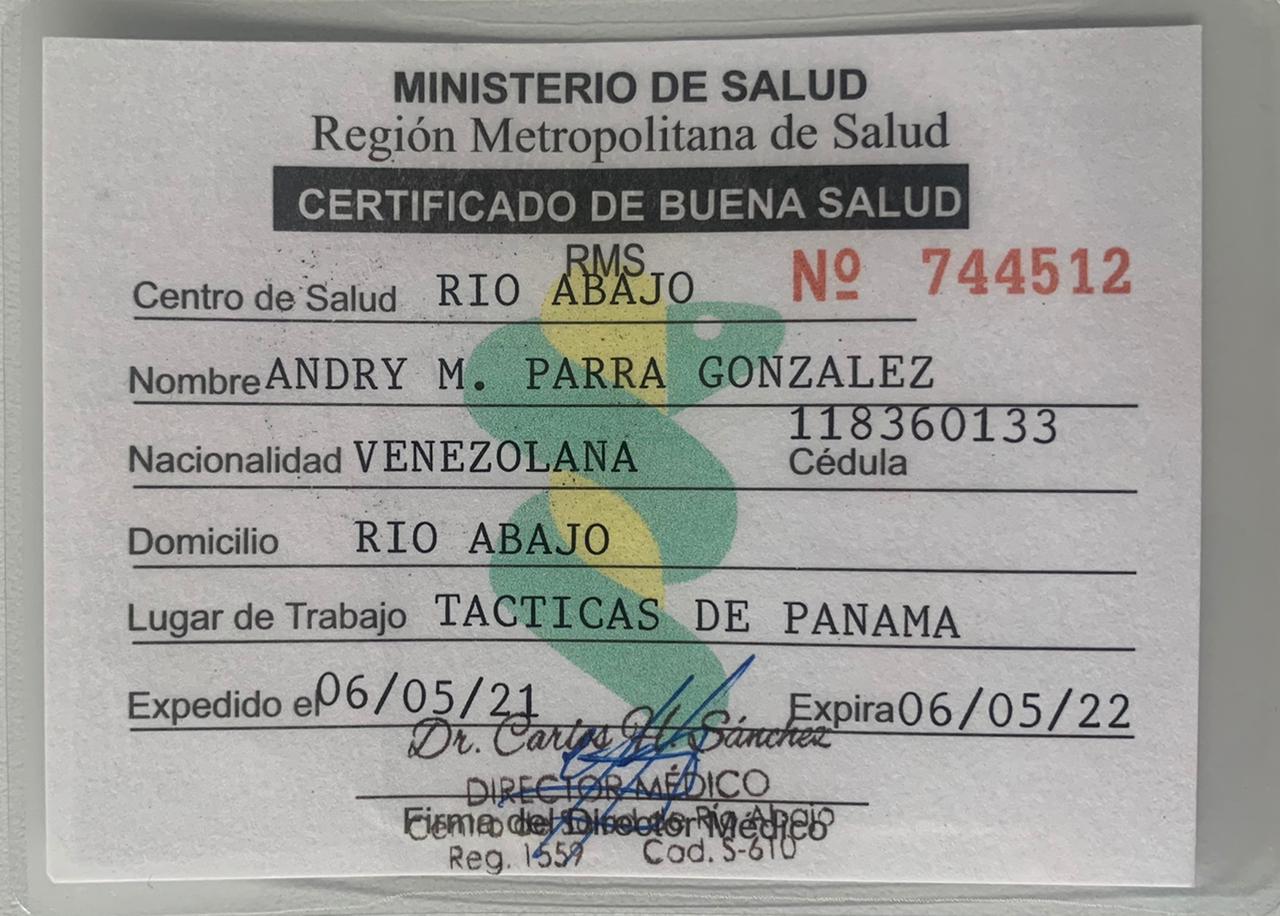 MINISTERIO DE SALUD
Región Metropolitana de Salud
CERTIFICADO DE BUENA SALUD
RMS
Centro de Salud RIO ABAJO Nº 744512
Nombre ANDRY M. PARRA GONZALEZ
118360133
Nacionalidad VENEZOLANA Cédula
Domicilio RIO ABAJO
Lugar de Trabajo TACTICAS DE PANAMA
Expedido el 06/05/21 Expira 06/05/22
Dr. Carlos H. Sánchez
DIRECTOR MÉDICO
Firma del Director Médico
Centro de Salud de Río Abajo
Reg. 1559 Cod. S-610